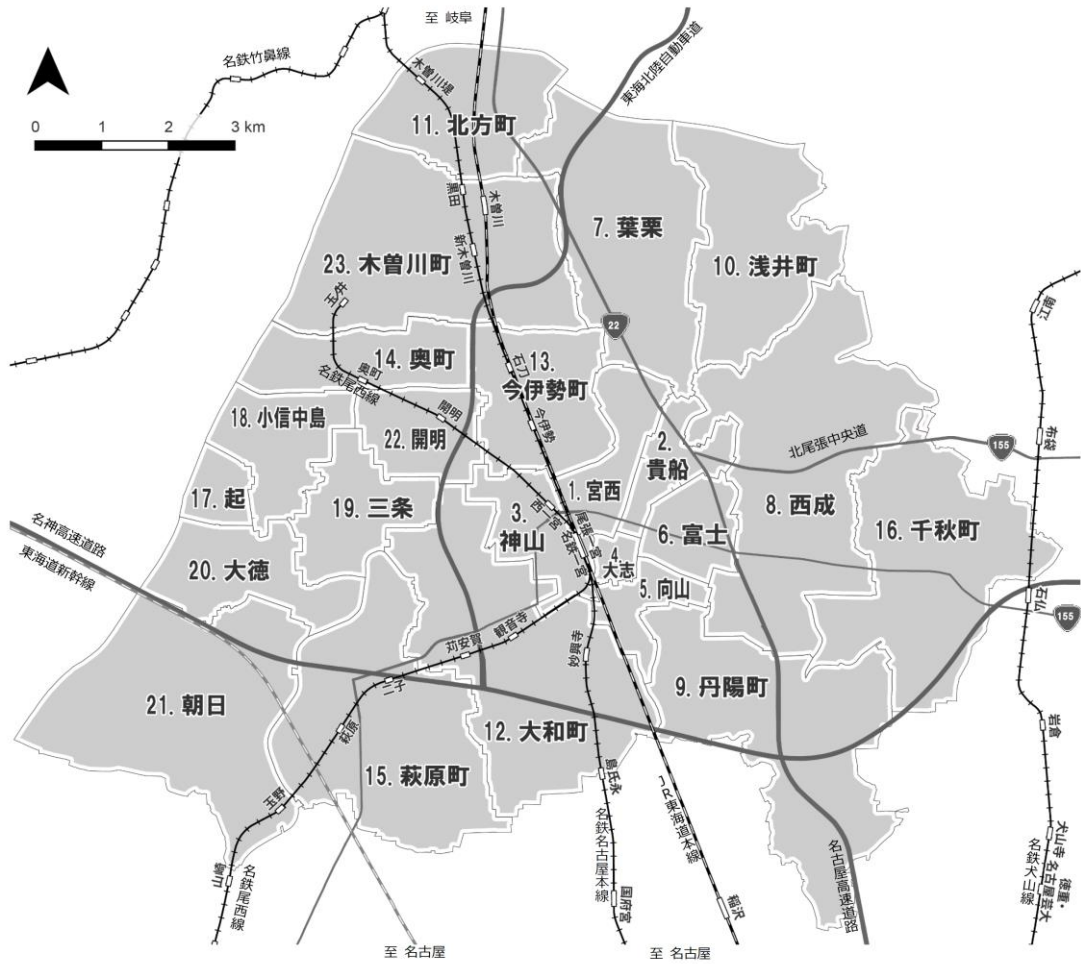 至 岐阜
名鉄竹鼻線
木曽川堤
東海北陸自動車道
0 1 2 3 km
11. 北方町
黒田
木曽川
7. 葉栗
新木曽川
23. 木曽川町
10. 浅井町
玉ノ井
22
布袋
14. 奥町
石刀
13.
今伊勢町
奥町
名鉄尾西線
18. 小信中島
開明
今伊勢
22. 開明
2.
貴船
北尾張中央道
155
1. 宮西
8. 西成
17. 起
19. 三条
3.
神山
西一宮
尾張一宮
名鉄一宮
6. 富士
16. 千秋町
名神高速道路
東海道新幹線
20. 大徳
4.
大志
5. 向山
石仏
155
観音寺
苅安賀
妙興寺
二子
9. 丹陽町
21. 朝日
萩原
12. 大和町
岩倉
15. 萩原町
島氏永
玉野
JR東海道本線
名鉄名古屋本線
名古屋高速道路
犬山寺
徳重・
名古屋芸大
名鉄犬山線
名鉄尾西線
国府宮
稲沢
至 名古屋
至 名古屋